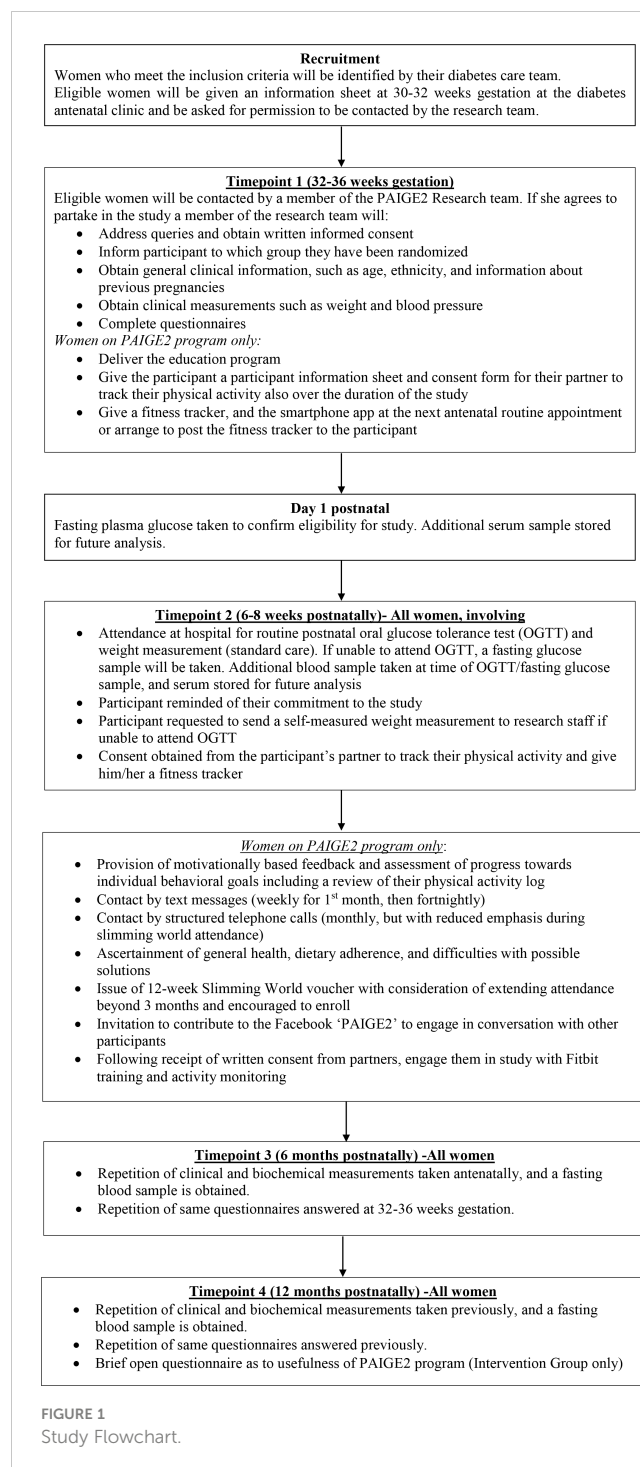 Recruitment
Women who meet the inclusion criteria will be identified by their diabetes care team.
Eligible women will be given an information sheet at 30-32 weeks gestation at the diabetes
antenatal clinic and be asked for permission to be contacted by the research team.
Timepoint 1 (32-36 weeks gestation)
Eligible women will be contacted by a member of the PAIGE2 Research team. If she agrees to
partake in the study a member of the research team will:
• Address queries and obtain written informed consent
• Inform participant to which group they have been randomized
• Obtain general clinical information, such as age, ethnicity, and information about
previous pregnancies
• Obtain clinical measurements such as weight and blood pressure
• Complete questionnaires
Women on PAIGE2 program only:
• Deliver the education program
• Give the participant a participant information sheet and consent form for their partner to
track their physical activity also over the duration of the study
• Give a fitness tracker, and the smartphone app at the next antenatal routine appointment
or arrange to post the fitness tracker to the participant
Day 1 postnatal
Fasting plasma glucose taken to confirm eligibility for study. Additional serum sample stored
for future analysis.
Timepoint 2 (6-8 weeks postnatally)- All women, involving
• Attendance at hospital for routine postnatal oral glucose tolerance test (OGTT) and
weight measurement (standard care). If unable to attend OGTT, a fasting glucose
sample will be taken. Additional blood sample taken at time of OGTT/fasting glucose
sample, and serum stored for future analysis
• Participant reminded of their commitment to the study
• Participant requested to send a self-measured weight measurement to research staff if
unable to attend OGTT
• Consent obtained from the participant's partner to track their physical activity and give
him/her a fitness tracker
Women on PAIGE2 program only:
• Provision of motivationally based feedback and assessment of progress towards
individual behavioral goals including a review of their physical activity log
• Contact by text messages (weekly for 1st month, then fortnightly)
• Contact by structured telephone calls (monthly, but with reduced emphasis during
slimming world attendance)
• Ascertainment of general health, dietary adherence, and difficulties with possible
solutions
• Issue of 12-week Slimming World voucher with consideration of extending attendance
beyond 3 months and encouraged to enroll
• Invitation to contribute to the Facebook 'PAIGE2' to engage in conversation with other
participants
• Following receipt of written consent from partners, engage them in study with Fitbit
training and activity monitoring
Timepoint 3 (6 months postnatally) -All women
• Repetition of clinical and biochemical measurements taken antenatally, and a fasting
blood sample is obtained.
• Repetition of same questionnaires answered at 32-36 weeks gestation.
Timepoint 4 (12 months postnatally) -All women
• Repetition of clinical and biochemical measurements taken previously, and a fasting
blood sample is obtained.
• Repetition of same questionnaires answered previously.
• Brief open questionnaire as to usefulness of PAIGE2 program (Intervention Group only)
FIGURE 1
Study Flowchart.